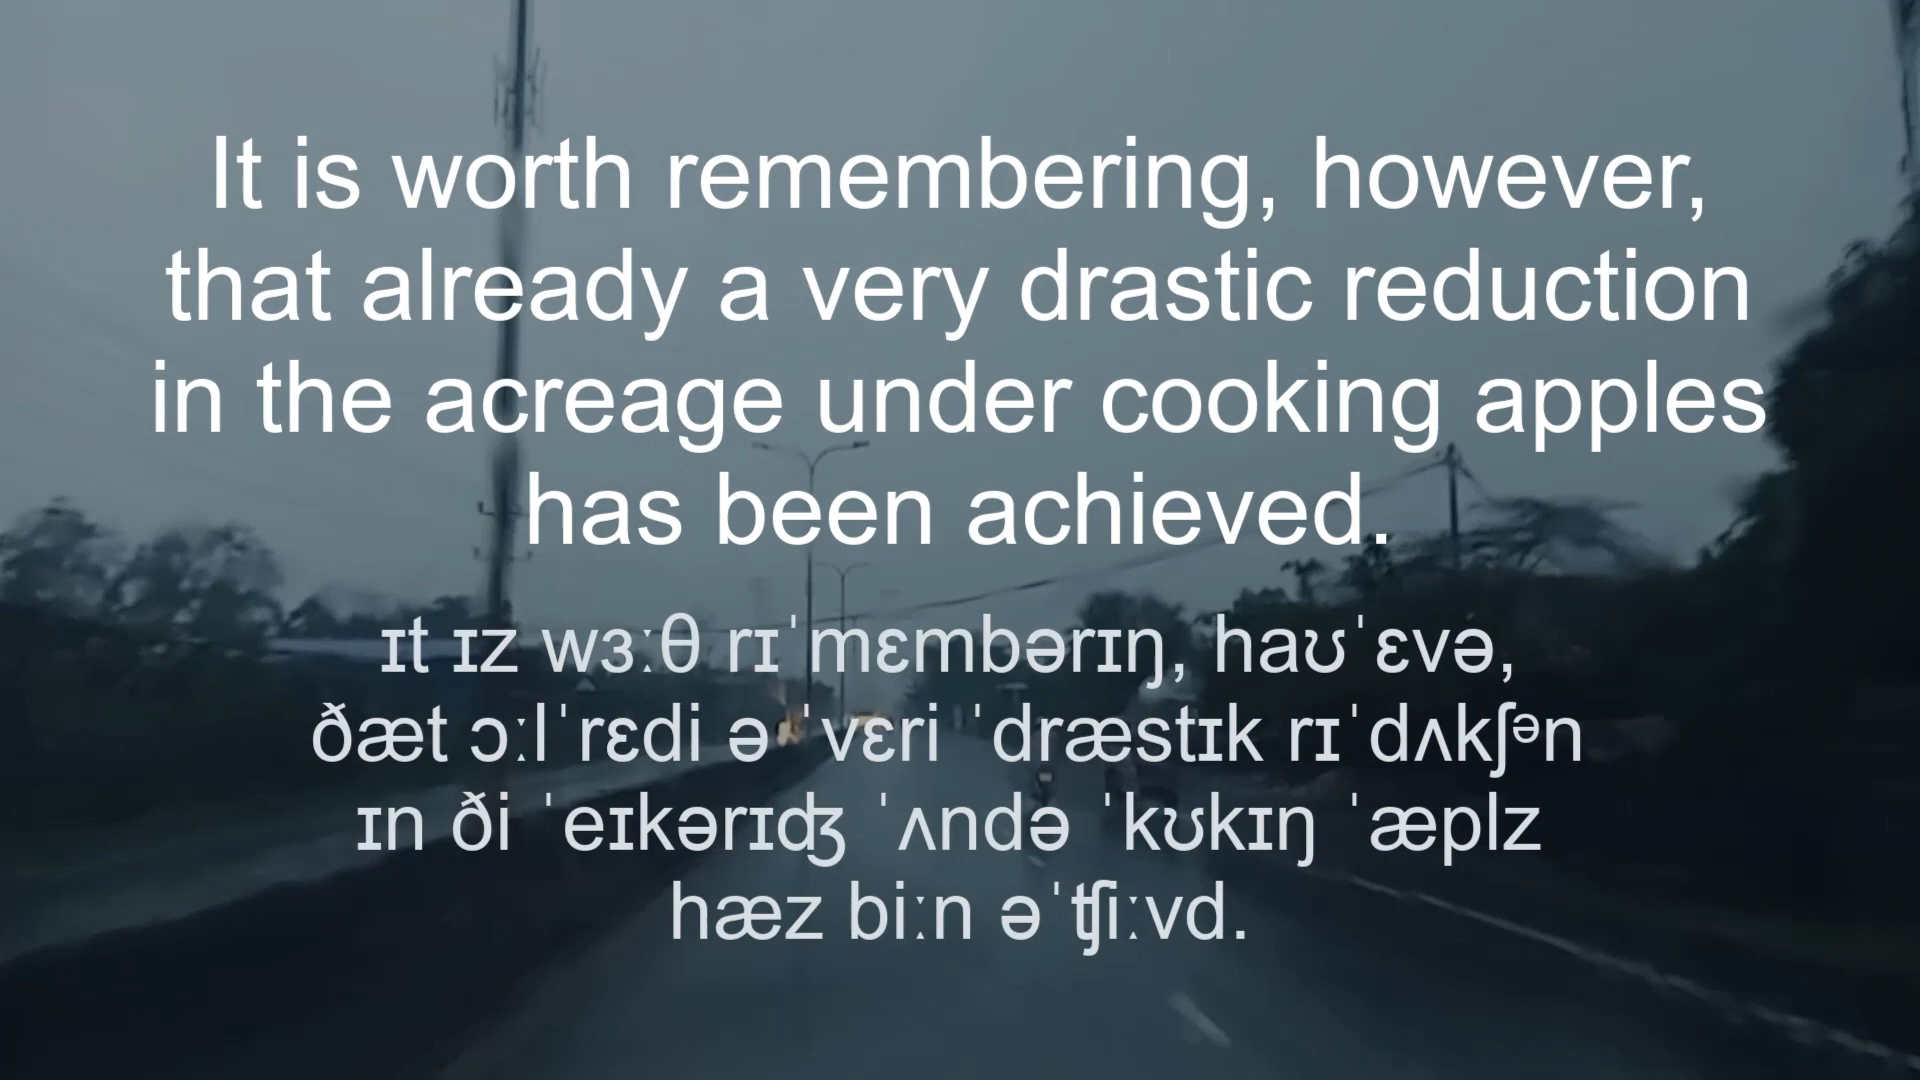 It is worth remembering, however,
that already a very drastic reduction
in the acreage under cooking apples
has been achieved.
ɪt ɪz wɜːθ rɪˈmɛmbərɪŋ, haʊˈɛvə,
ðæt ɔːlˈrɛdi ə ˈvɛri ˈdræstɪk rɪˈdʌkʃᵊn
ɪn ði ˈeɪkərɪʤ ˈʌndə ˈkʊkɪŋ ˈæplz
hæz biːn əˈʧiːvd.